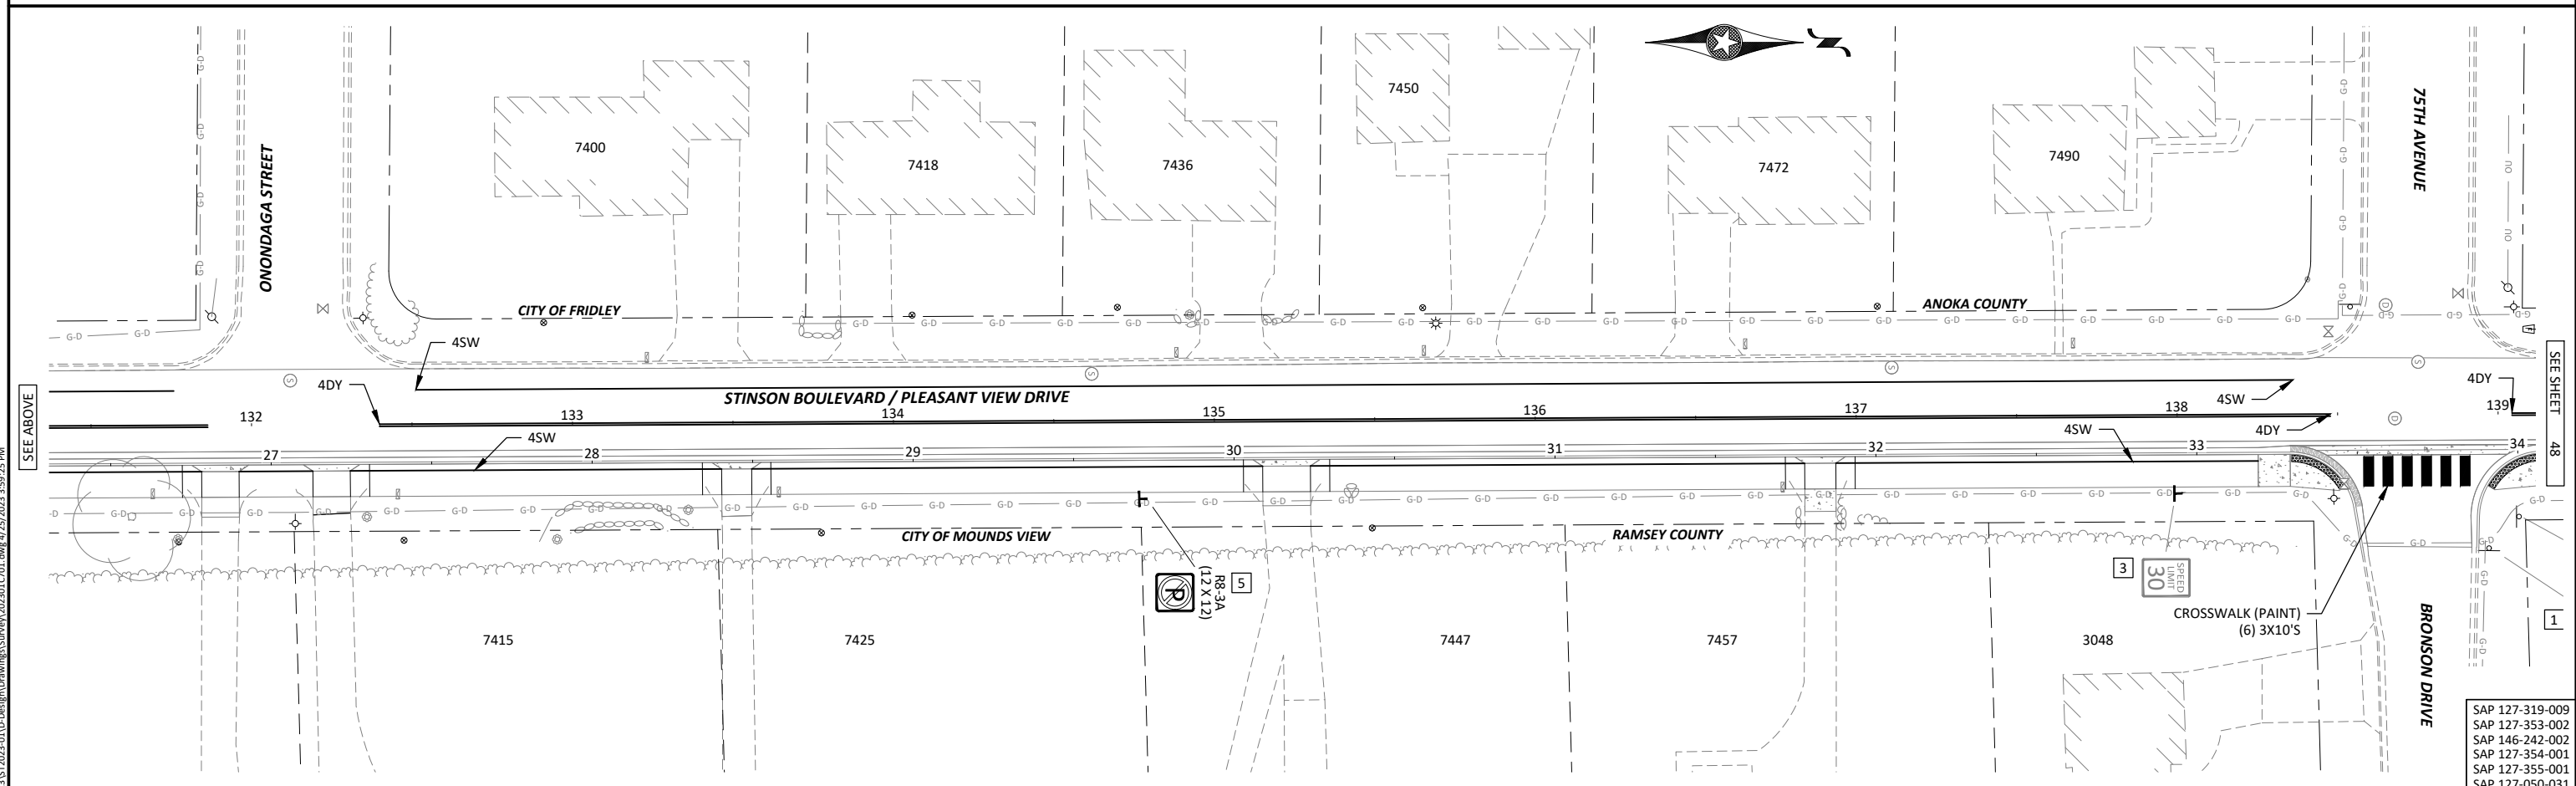 ONONDAGA STREET
7400
7418
7436
7450
7472
7490
75TH AVENUE
CITY OF FRIDLEY
ANOKA COUNTY
4SW
4DY
STINSON BOULEVARD / PLEASANT VIEW DRIVE
4SW
4DY
4SW
4DY
4SW
132
133
134
135
136
137
138
139
27
28
29
30
31
32
33
34
SEE ABOVE
SEE SHEET 48
CITY OF MOUNDS VIEW
RAMSEY COUNTY
R8-3A
(12 X 12)
5
P
3
SPEED
LIMIT
30
CROSSWALK (PAINT)
(6) 3X10'S
1
7415
7425
7447
7457
3048
BRONSON DRIVE
SAP 127-319-009
SAP 127-353-002
SAP 146-242-002
SAP 127-354-001
SAP 127-355-001
SAP 127-050-031